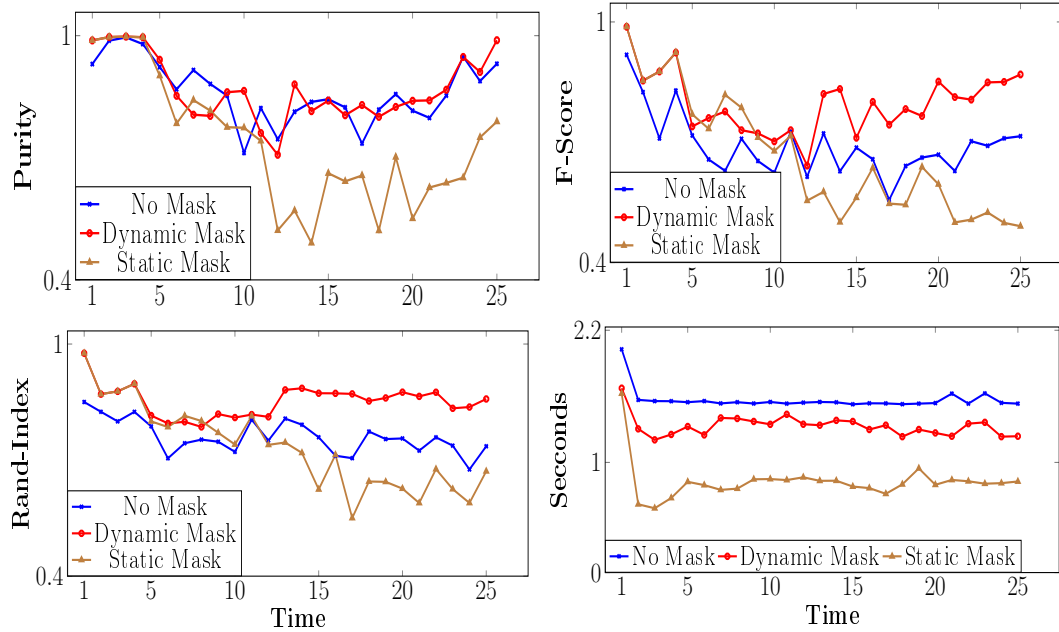 Purity
1
0.4
No Mask
Dynamic Mask
Static Mask
1 5 10 15 20 25
F-Score
1
0.4
No Mask
Dynamic Mask
Static Mask
1 5 10 15 20 25
Rand-Index
1
0.4
No Mask
Dynamic Mask
Static Mask
1 5 10 15 20 25
Time
Secconds
2.2
1
0
No Mask Dynamic Mask Static Mask
1 5 10 15 20 25
Time